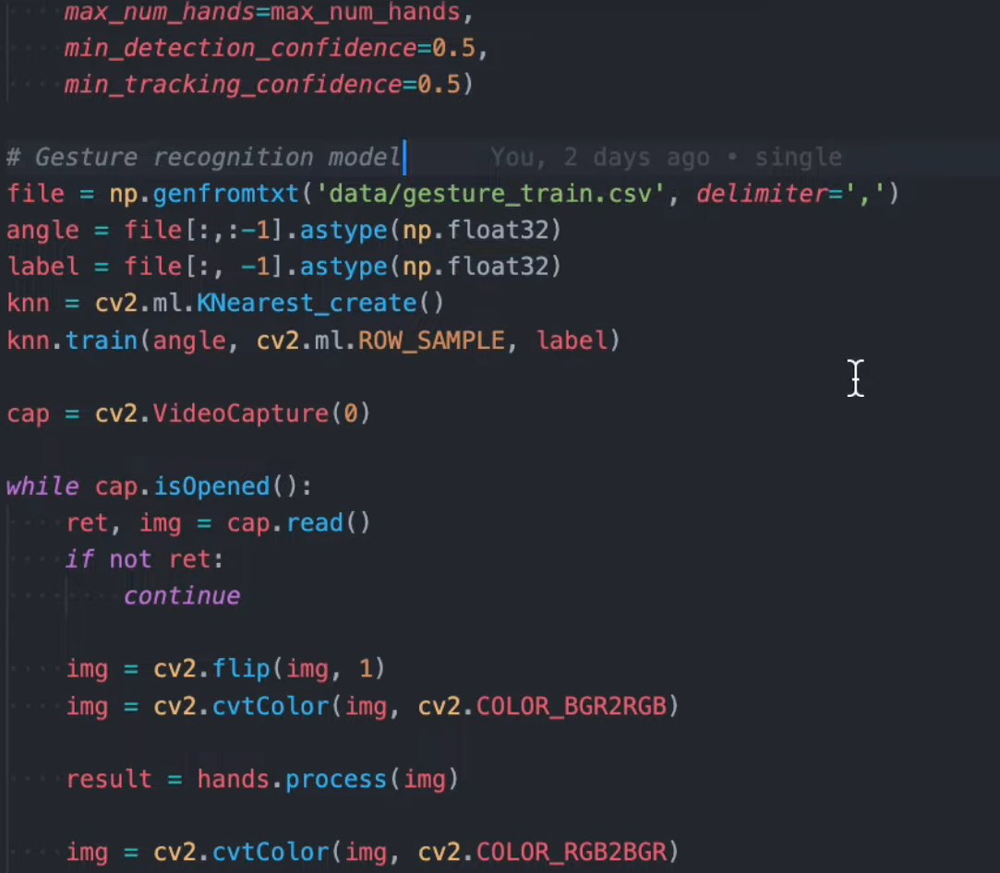 max_num_hands=max_num_hands,
min_detection_confidence=0.5,
min_tracking_confidence=0.5)
# Gesture recognition model You, 2 days ago • single
file = np.genfromtxt('data/gesture_train.csv', delimiter=',')
angle = file[:,:-1].astype(np.float32)
label = file[:, -1].astype(np.float32)
knn = cv2.ml.KNearest_create()
knn.train(angle, cv2.ml.ROW_SAMPLE, label)
cap = cv2.VideoCapture(0)
while cap.isOpened():
ret, img = cap.read()
if not ret:
continue
img = cv2.flip(img, 1)
img = cv2.cvtColor(img, cv2.COLOR_BGR2RGB)
result = hands.process(img)
img = cv2.cvtColor(img, cv2.COLOR_RGB2BGR)